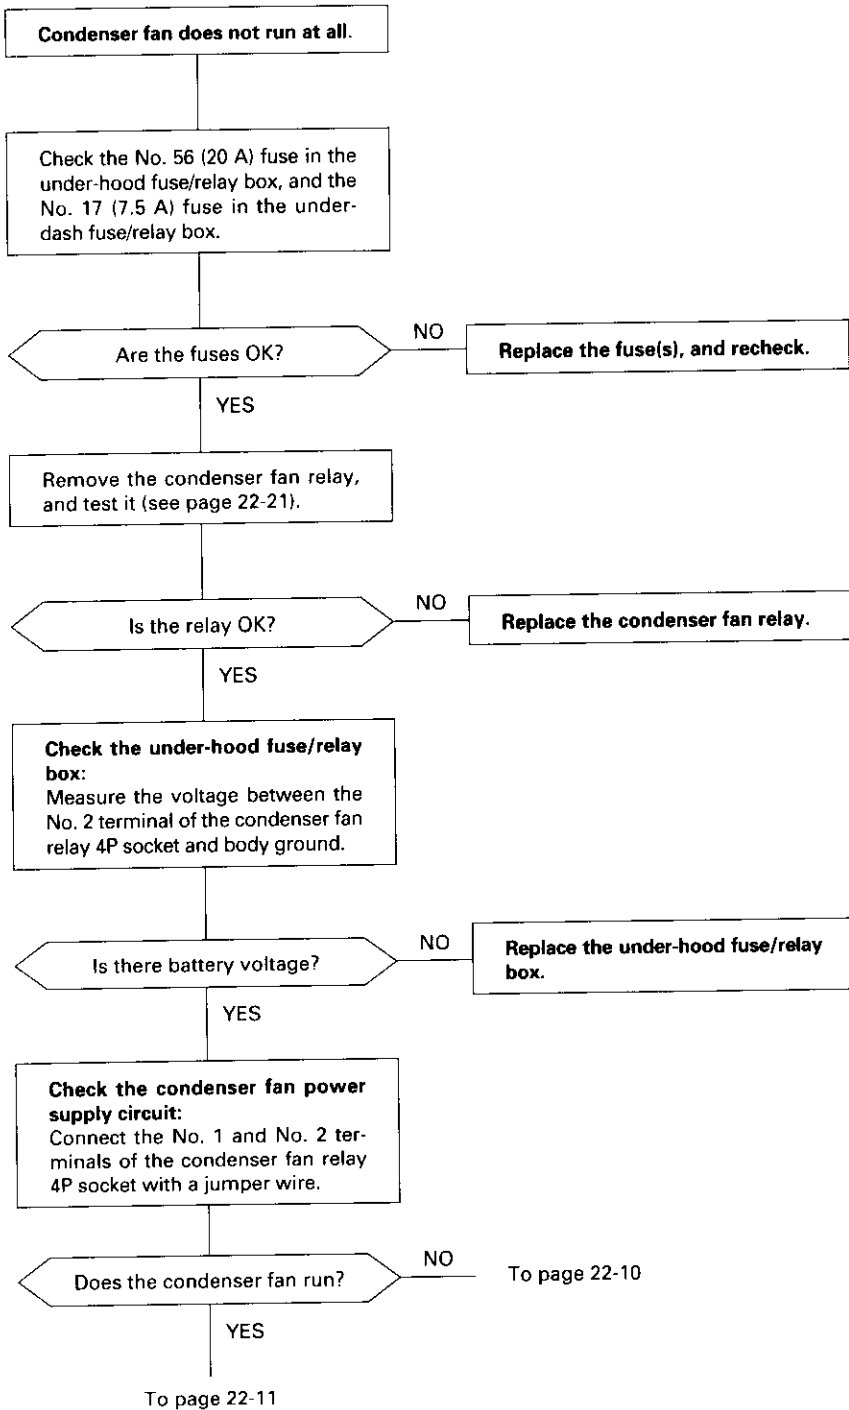 Condenser fan does not run at all.
Check the No. 56 (20 A) fuse in the
under-hood fuse/relay box, and the
No. 17 (7.5 A) fuse in the under-
dash fuse/relay box.
Are the fuses OK?
NO
Replace the fuse(s), and recheck.
YES
Remove the condenser fan relay,
and test it (see page 22-21).
Is the relay OK?
NO
Replace the condenser fan relay.
YES
Check the under-hood fuse/relay
box:
Measure the voltage between the
No. 2 terminal of the condenser fan
relay 4P socket and body ground.
Is there battery voltage?
NO
Replace the under-hood fuse/relay
box.
YES
Check the condenser fan power
supply circuit:
Connect the No. 1 and No. 2 ter-
minals of the condenser fan relay
4P socket with a jumper wire.
Does the condenser fan run?
NO
To page 22-10
YES
To page 22-11